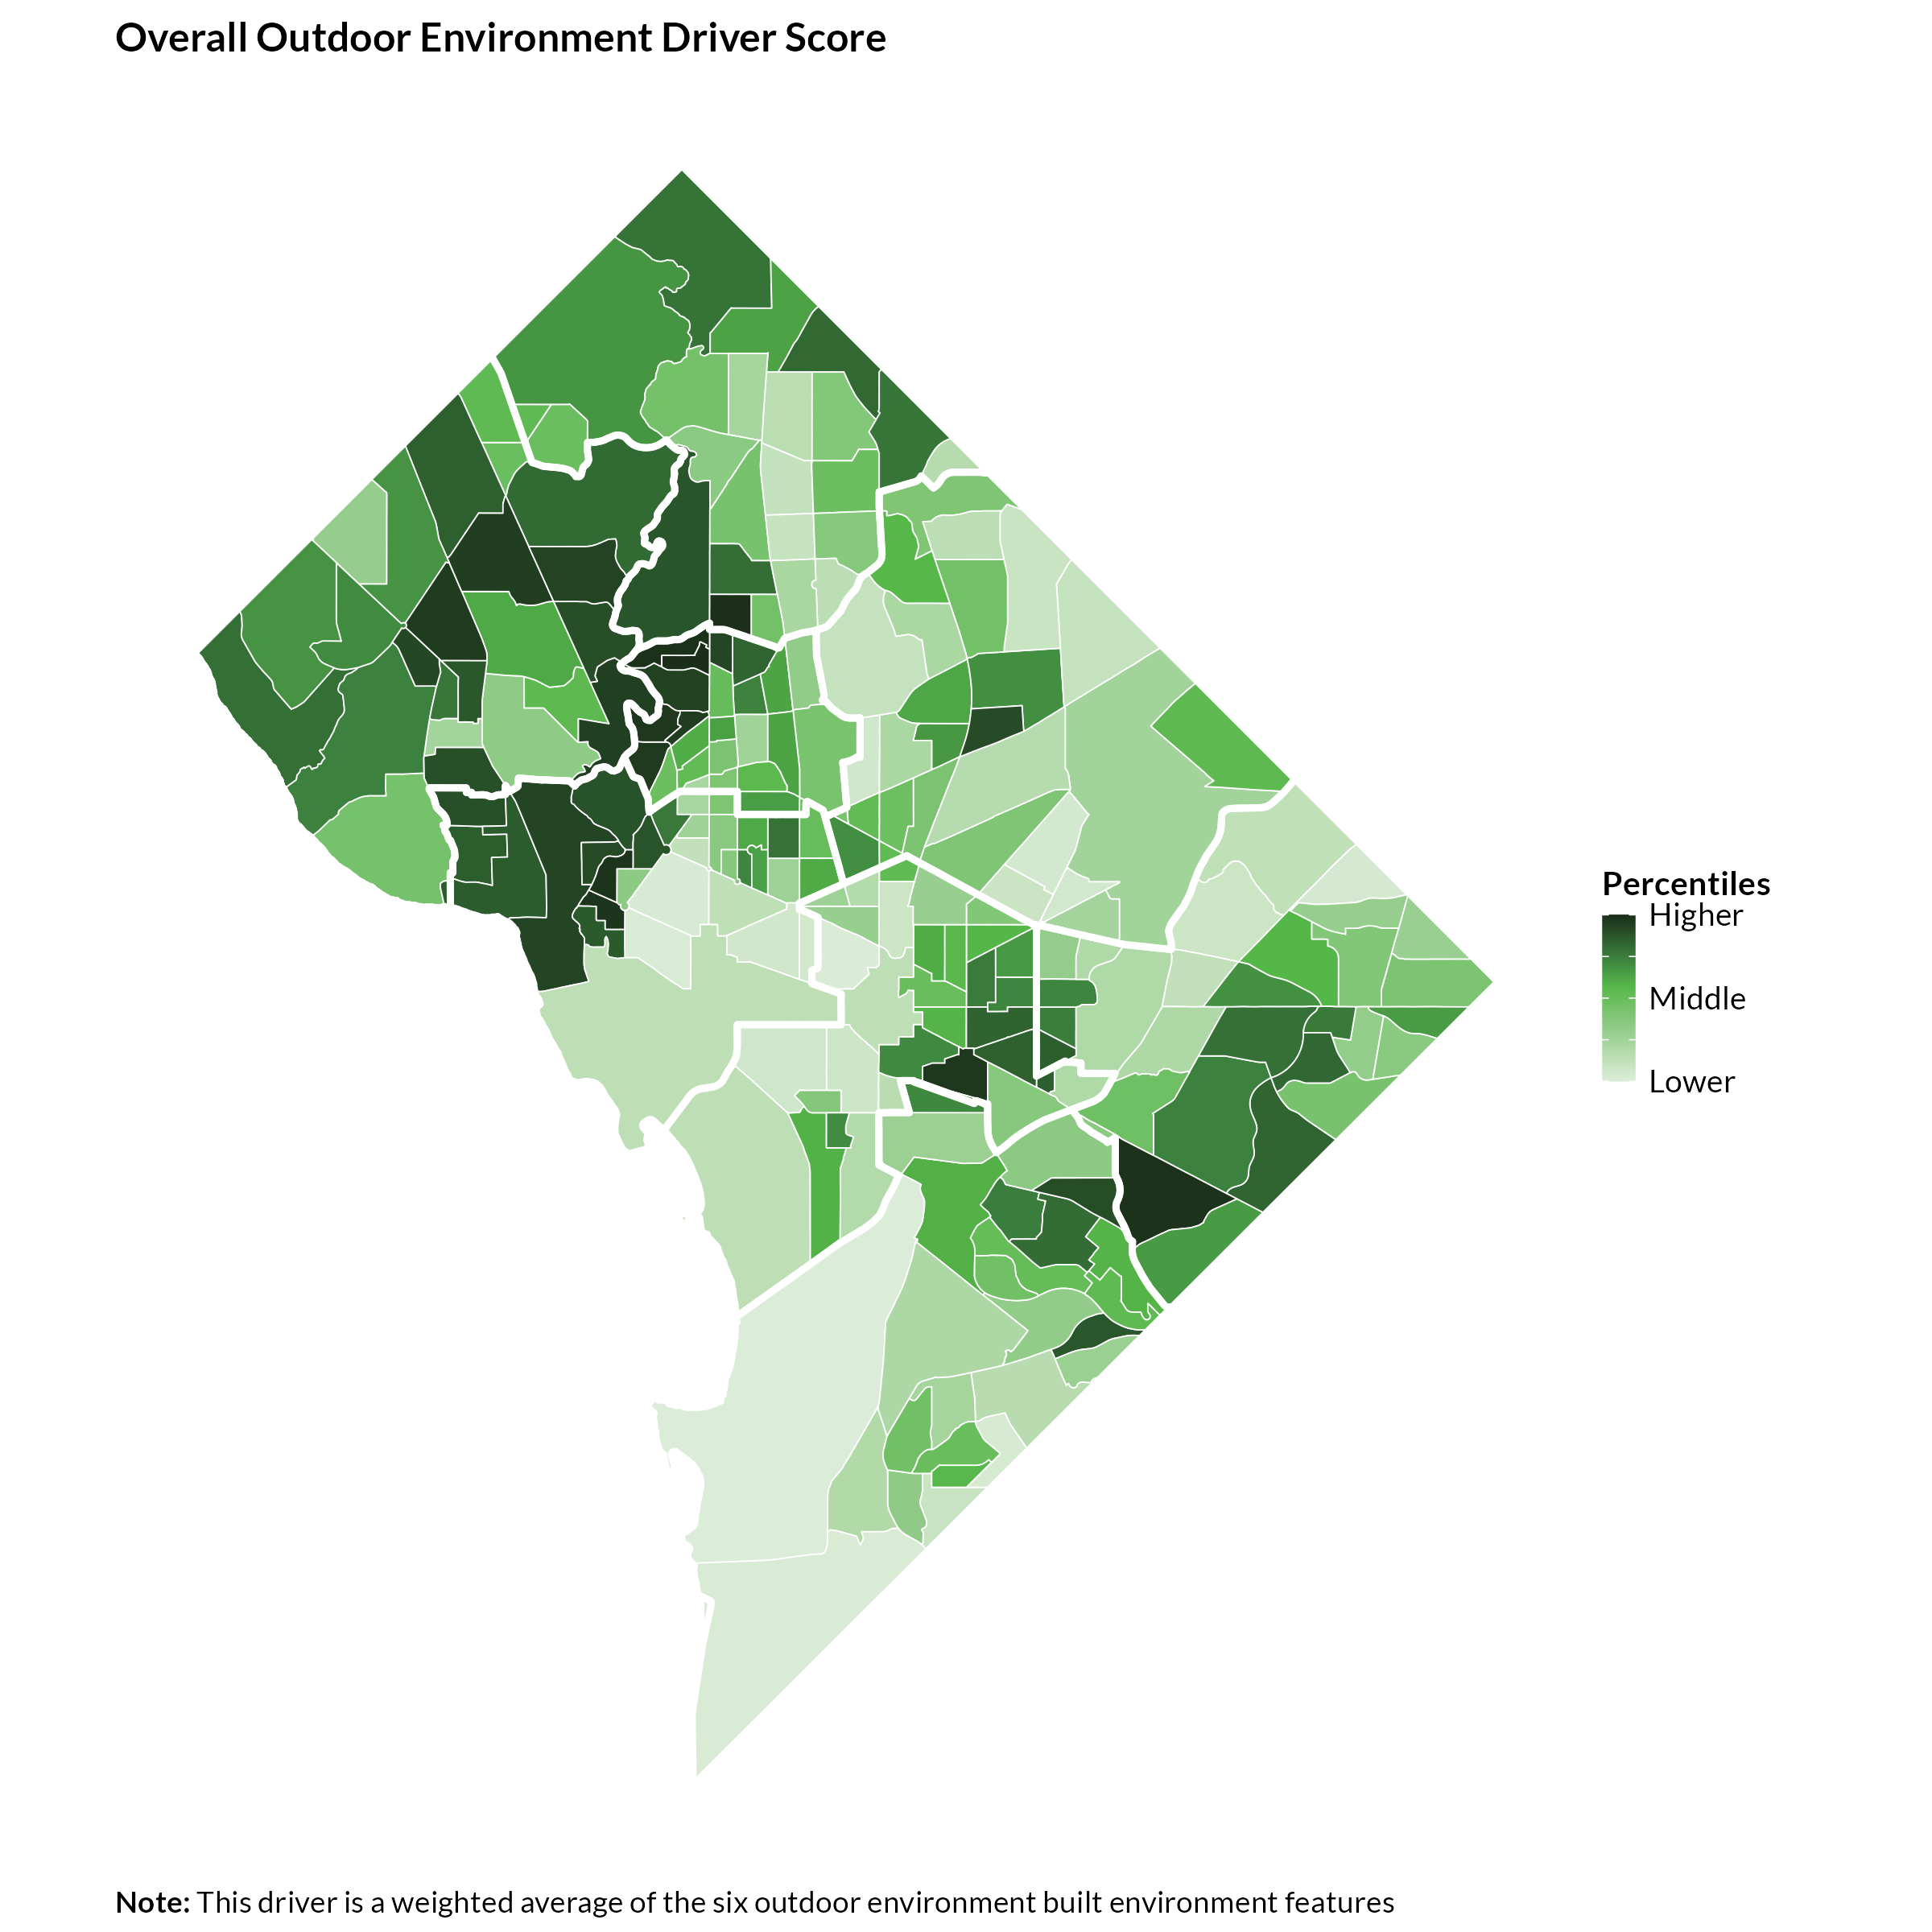 Overall Outdoor Environment Driver Score
Percentiles
Higher
Middle
Lower
Note: This driver is a weighted average of the six outdoor environment built environment features